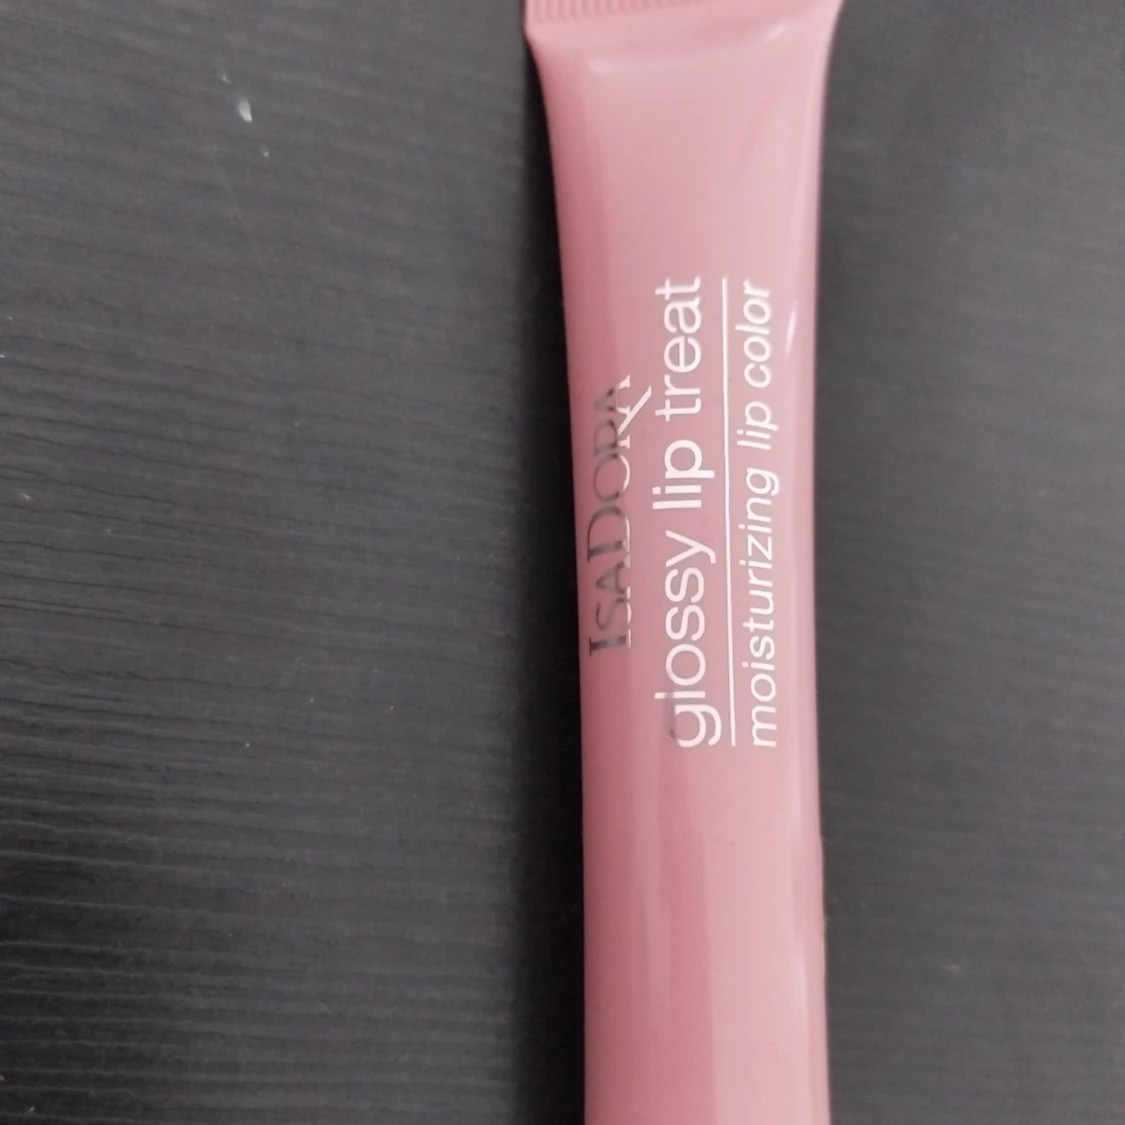 ISADORA
glossy lip treat
moisturizing lip color